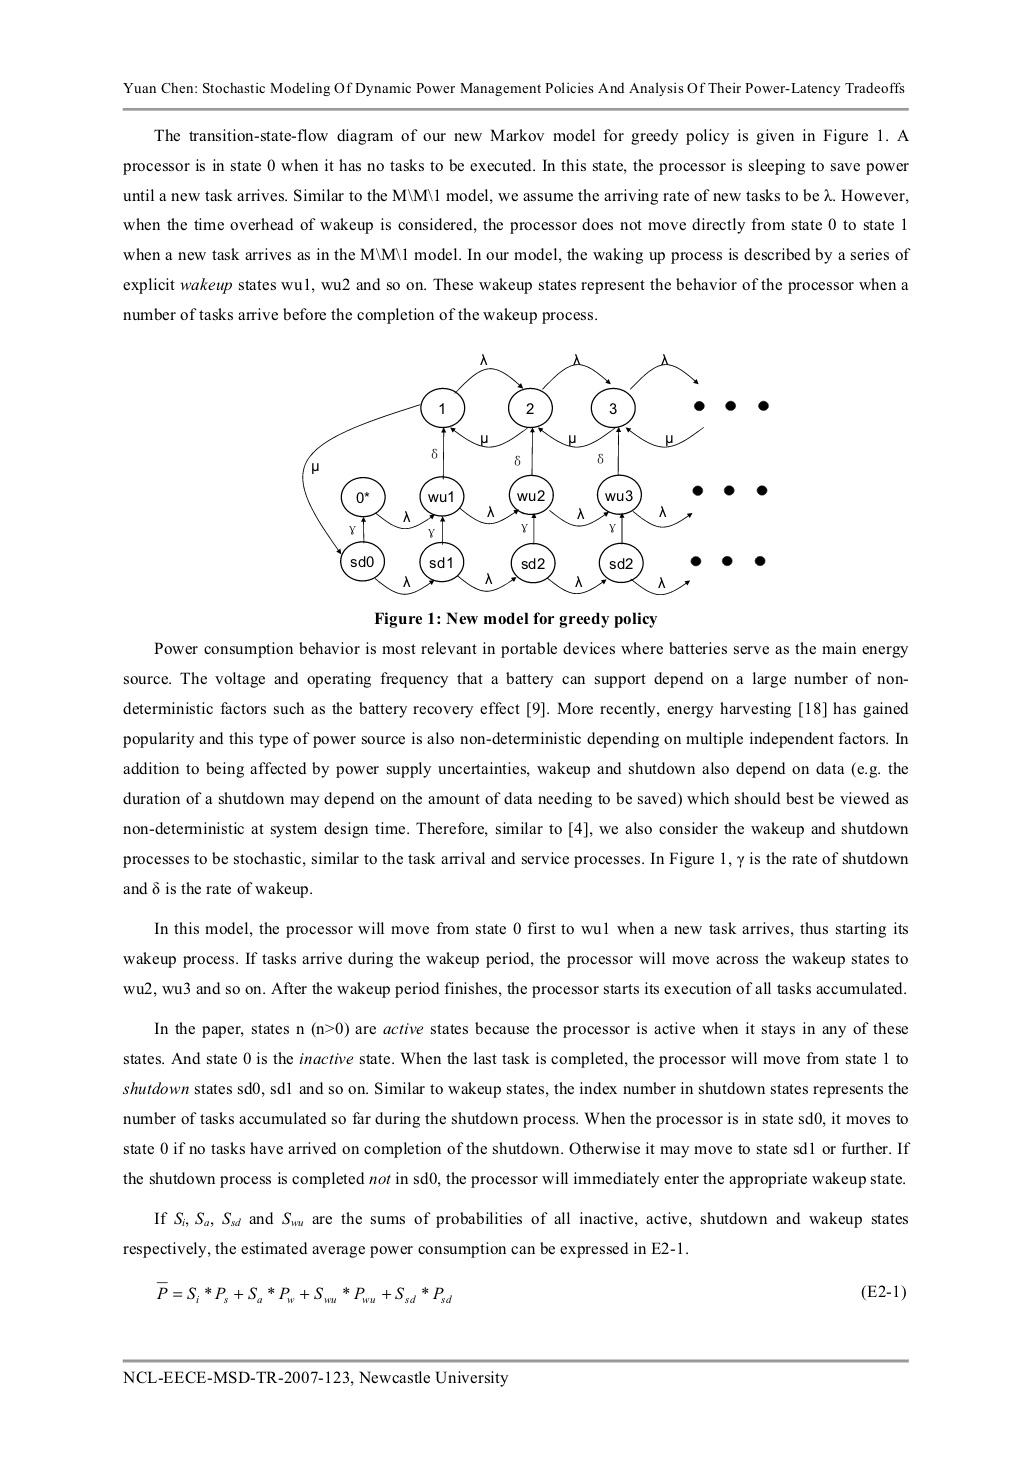 Yuan Chen: Stochastic Modeling Of Dynamic Power Management Policies And Analysis Of Their Power-Latency Tradeoffs
The transition-state-flow diagram of our new Markov model for greedy policy is given in Figure 1. A
processor is in state 0 when it has no tasks to be executed. In this state, the processor is sleeping to save power
until a new task arrives. Similar to the M\M\1 model, we assume the arriving rate of new tasks to be λ. However,
when the time overhead of wakeup is considered, the processor does not move directly from state 0 to state 1
when a new task arrives as in the M\M\1 model. In our model, the waking up process is described by a series of
explicit wakeup states wu1, wu2 and so on. These wakeup states represent the behavior of the processor when a
number of tasks arrive before the completion of the wakeup process.
λ λ λ
1 2 3
μ μ μ
δ δ δ
μ
0* wu1 wu2 wu3
λ λ λ λ
γ γ γ γ
sd0 sd1 sd2 sd2
λ λ λ λ
Figure 1: New model for greedy policy
Power consumption behavior is most relevant in portable devices where batteries serve as the main energy
source. The voltage and operating frequency that a battery can support depend on a large number of non-
deterministic factors such as the battery recovery effect [9]. More recently, energy harvesting [18] has gained
popularity and this type of power source is also non-deterministic depending on multiple independent factors. In
addition to being affected by power supply uncertainties, wakeup and shutdown also depend on data (e.g. the
duration of a shutdown may depend on the amount of data needing to be saved) which should best be viewed as
non-deterministic at system design time. Therefore, similar to [4], we also consider the wakeup and shutdown
processes to be stochastic, similar to the task arrival and service processes. In Figure 1, γ is the rate of shutdown
and δ is the rate of wakeup.
In this model, the processor will move from state 0 first to wu1 when a new task arrives, thus starting its
wakeup process. If tasks arrive during the wakeup period, the processor will move across the wakeup states to
wu2, wu3 and so on. After the wakeup period finishes, the processor starts its execution of all tasks accumulated.
In the paper, states n (n>0) are active states because the processor is active when it stays in any of these
states. And state 0 is the inactive state. When the last task is completed, the processor will move from state 1 to
shutdown states sd0, sd1 and so on. Similar to wakeup states, the index number in shutdown states represents the
number of tasks accumulated so far during the shutdown process. When the processor is in state sd0, it moves to
state 0 if no tasks have arrived on completion of the shutdown. Otherwise it may move to state sd1 or further. If
the shutdown process is completed not in sd0, the processor will immediately enter the appropriate wakeup state.
If Si, Sa, Ssd and Swu are the sums of probabilities of all inactive, active, shutdown and wakeup states
respectively, the estimated average power consumption can be expressed in E2-1.
P̅ = Si * Ps + Sa * Pw + Swu * Pwu + Ssd * Psd (E2-1)
NCL-EECE-MSD-TR-2007-123, Newcastle University